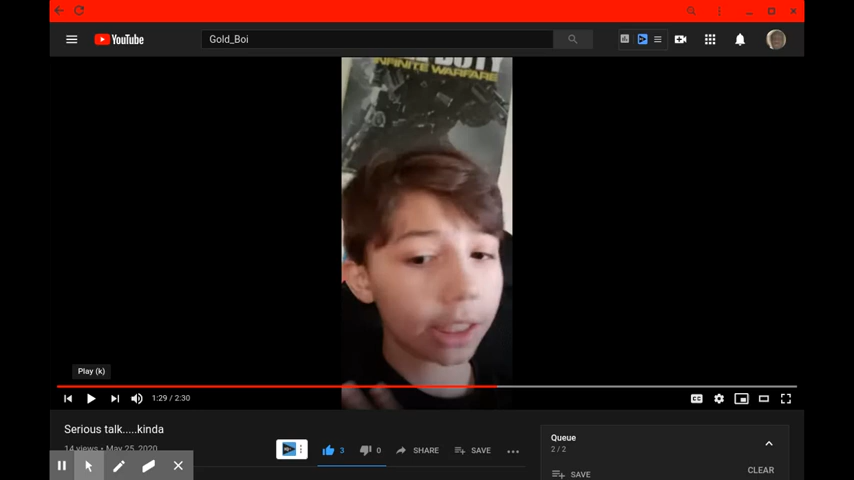 YouTube
Gold_Boi
INFINITE WARFARE
Play (k)
1:29 / 2:30
CC
Serious talk.....kinda
14 views • May 25, 2020
3
0
SHARE
SAVE
Queue
2 / 2
SAVE
CLEAR